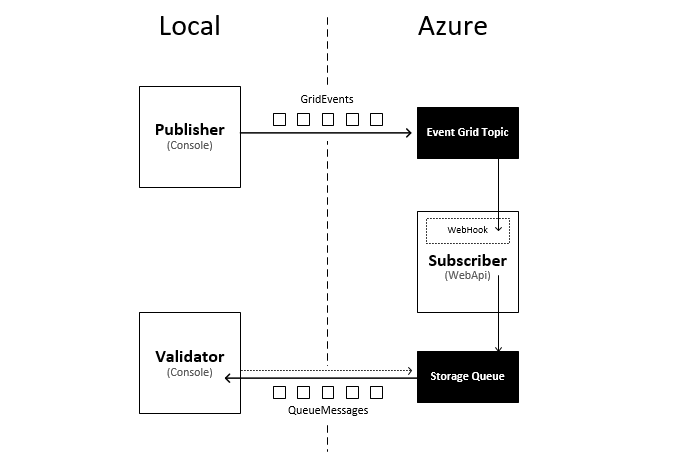 Local
Azure
GridEvents
Publisher
(Console)
Event Grid Topic
WebHook
Subscriber
(WebApi)
Validator
(Console)
Storage Queue
QueueMessages